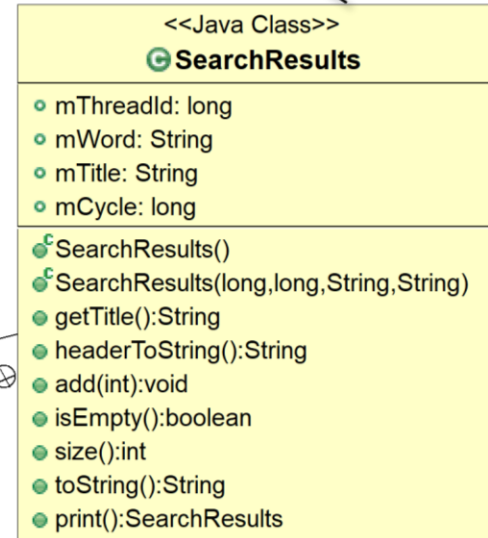 <<Java Class>>
C SearchResults
mThreadId: long
mWord: String
mTitle: String
mCycle: long
C SearchResults()
C SearchResults(long,long,String,String)
getTitle():String
headerToString():String
add(int):void
isEmpty():boolean
size():int
toString():String
print():SearchResults